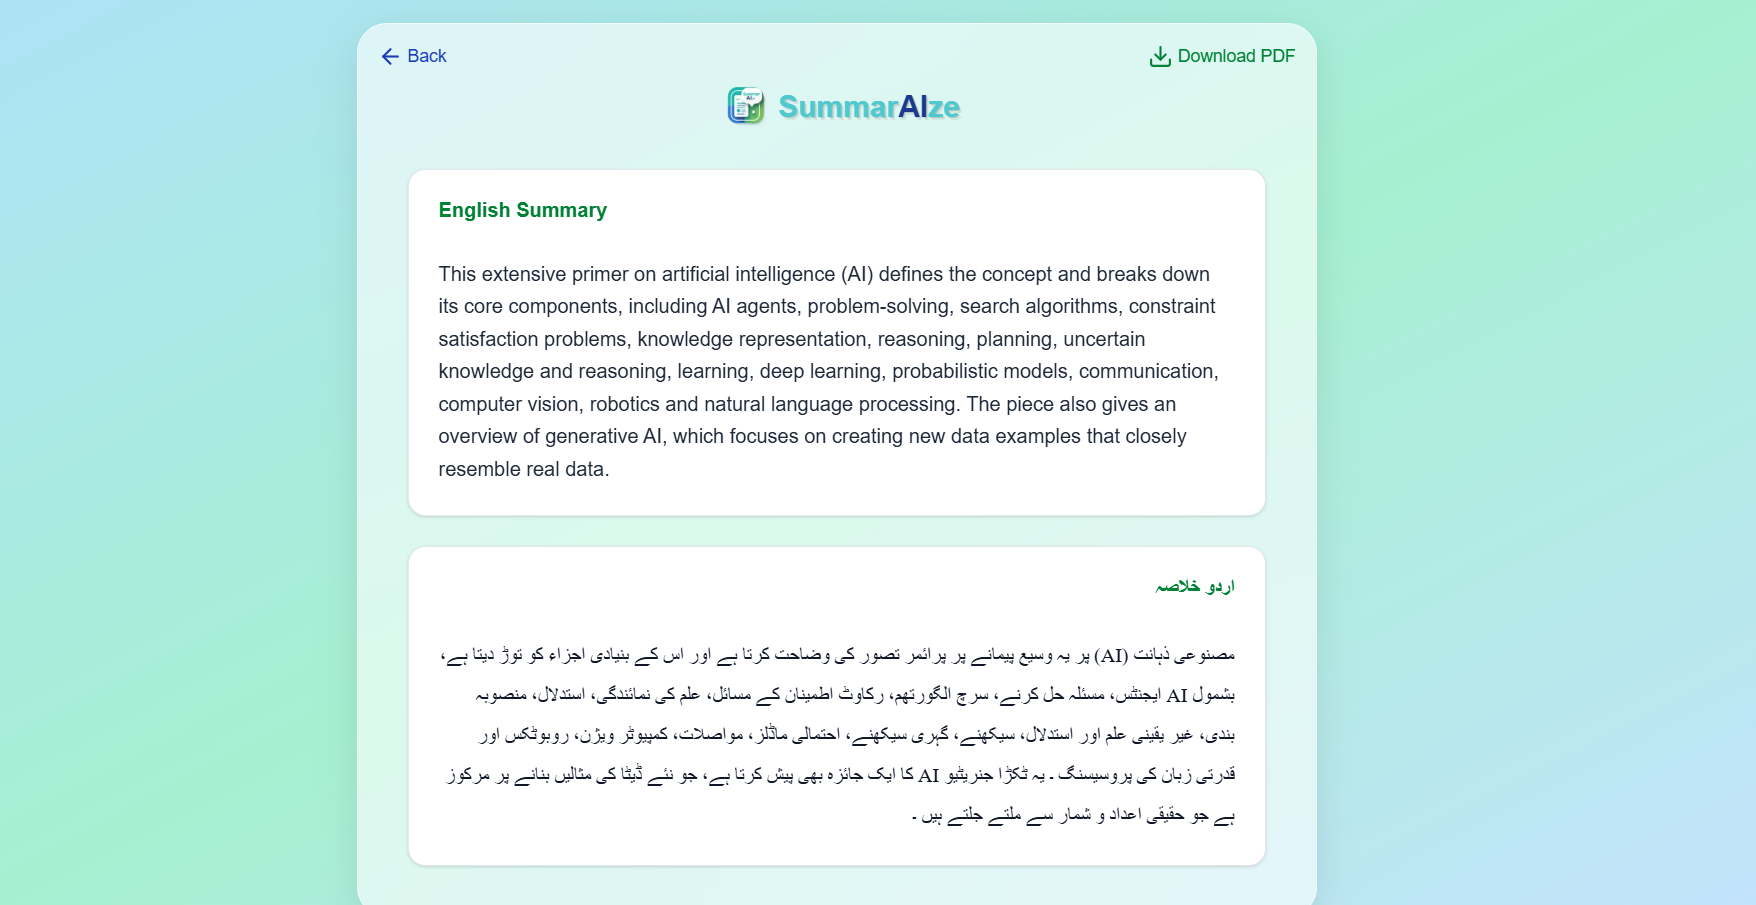 Back
Download PDF
SummarAIze
English Summary
This extensive primer on artificial intelligence (AI) defines the concept and breaks down
its core components, including AI agents, problem-solving, search algorithms, constraint
satisfaction problems, knowledge representation, reasoning, planning, uncertain
knowledge and reasoning, learning, deep learning, probabilistic models, communication,
computer vision, robotics and natural language processing. The piece also gives an
overview of generative AI, which focuses on creating new data examples that closely
resemble real data.
اردو خلاصہ
مصنوعی ذہانت (AI) پر یہ وسیع پیمانے پر پرائمر تصور کی وضاحت کرتا ہے اور اس کے بنیادی اجزاء کو توڑ دیتا ہے،
بشمول AI ایجنٹس، مسئلہ حل کرنے، سرچ الگورتھم، رکاوٹ اطمینان کے مسائل، علم کی نمائندگی، استدلال، منصوبہ
بندی، غیر یقینی علم اور استدلال، سیکھنے، گہری سیکھنے، احتمالی ماڈلز، مواصلات، کمپیوٹر ویژن، روبوٹکس اور
قدرتی زبان کی پروسیسنگ ۔ یہ ٹکڑا جنریٹیو AI کا ایک جائزہ بھی پیش کرتا ہے، جو نئے ڈیٹا کی مثالیں بنانے پر مرکوز
ہے جو حقیقی اعداد و شمار سے ملتے جلتے ہیں ۔